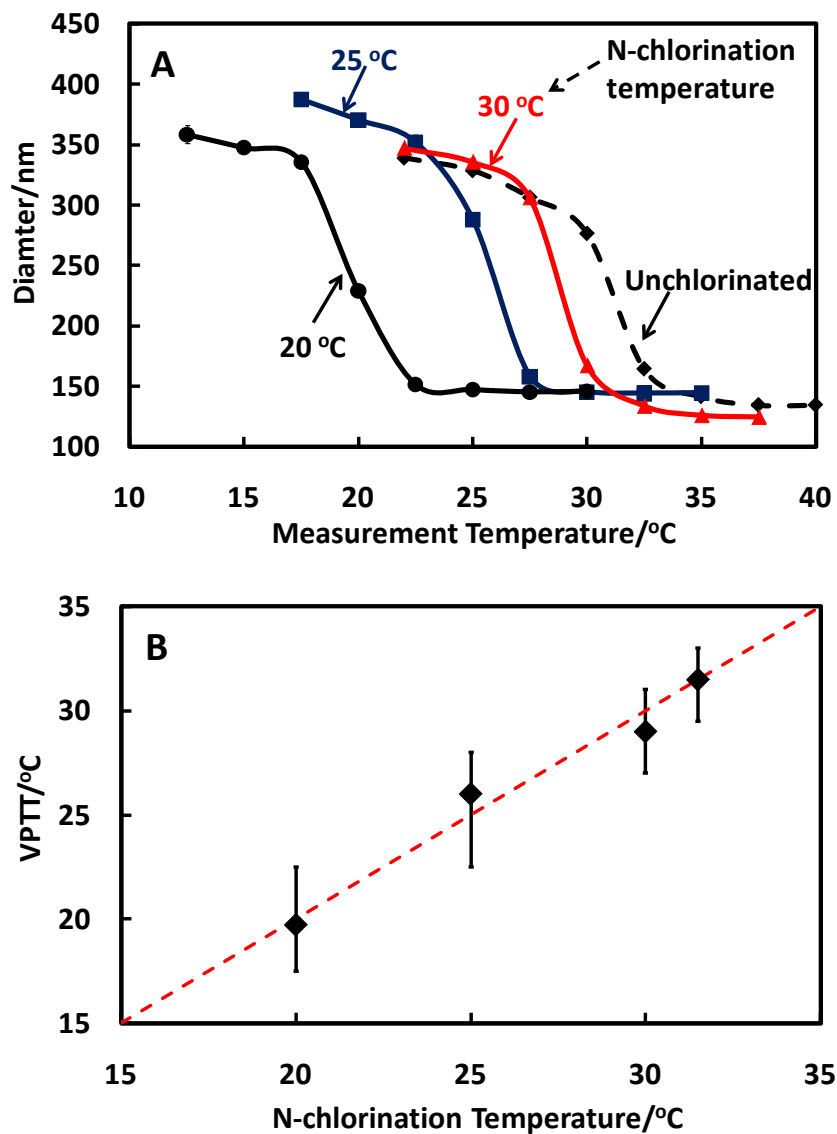 A
25 °C
N-chlorination
temperature
30 °C
Unchlorinated
20 °C
Diamter/nm
450
400
350
300
250
200
150
100
10 15 20 25 30 35 40
Measurement Temperature/°C
B
VPTT/°C
35
30
25
20
15
15 20 25 30 35
N-chlorination Temperature/°C